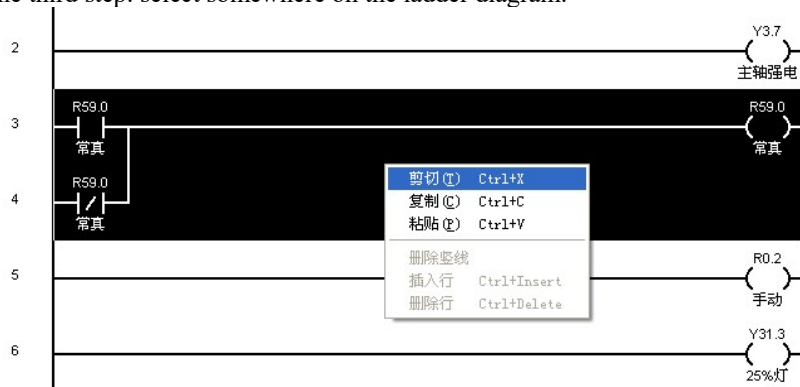 the third step: select somewhere on the ladder diagram.
2
Y3.7
主轴强电
3
R59.0
常真
R59.0
常真
4
R59.0
常真
剪切(T) Ctrl+X
复制(C) Ctrl+C
粘贴(P) Ctrl+V
删除竖线
插入行 Ctrl+Insert
删除行 Ctrl+Delete
5
R0.2
手动
6
Y31.3
25%灯